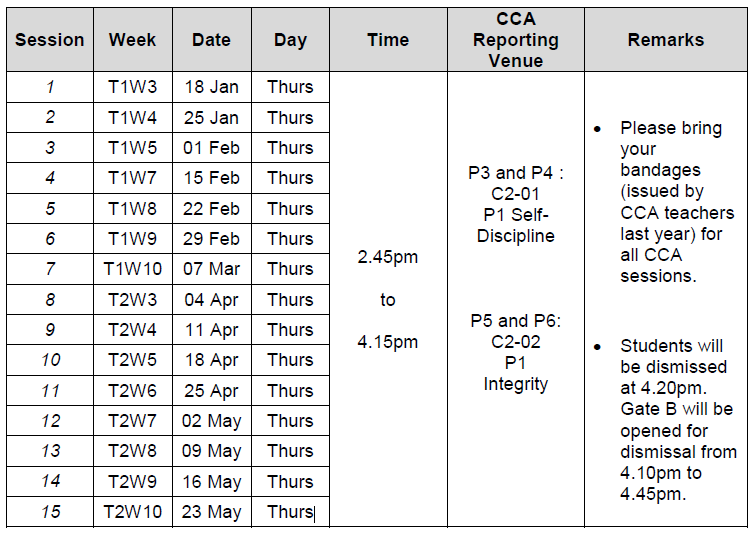 Session Week Date Day Time CCA Reporting Venue Remarks
1 T1W3 18 Jan Thurs
2 T1W4 25 Jan Thurs
3 T1W5 01 Feb Thurs
4 T1W7 15 Feb Thurs
5 T1W8 22 Feb Thurs
6 T1W9 29 Feb Thurs
7 T1W10 07 Mar Thurs
8 T2W3 04 Apr Thurs
9 T2W4 11 Apr Thurs
10 T2W5 18 Apr Thurs
11 T2W6 25 Apr Thurs
12 T2W7 02 May Thurs
13 T2W8 09 May Thurs
14 T2W9 16 May Thurs
15 T2W10 23 May Thurs
2.45pm
to
4.15pm
P3 and P4 :
C2-01
P1 Self-
Discipline
P5 and P6:
C2-02
P1
Integrity
• Please bring
your
bandages
(issued by
CCA teachers
last year) for
all CCA
sessions.
• Students will
be dismissed
at 4.20pm.
Gate B will be
opened for
dismissal from
4.10pm to
4.45pm.